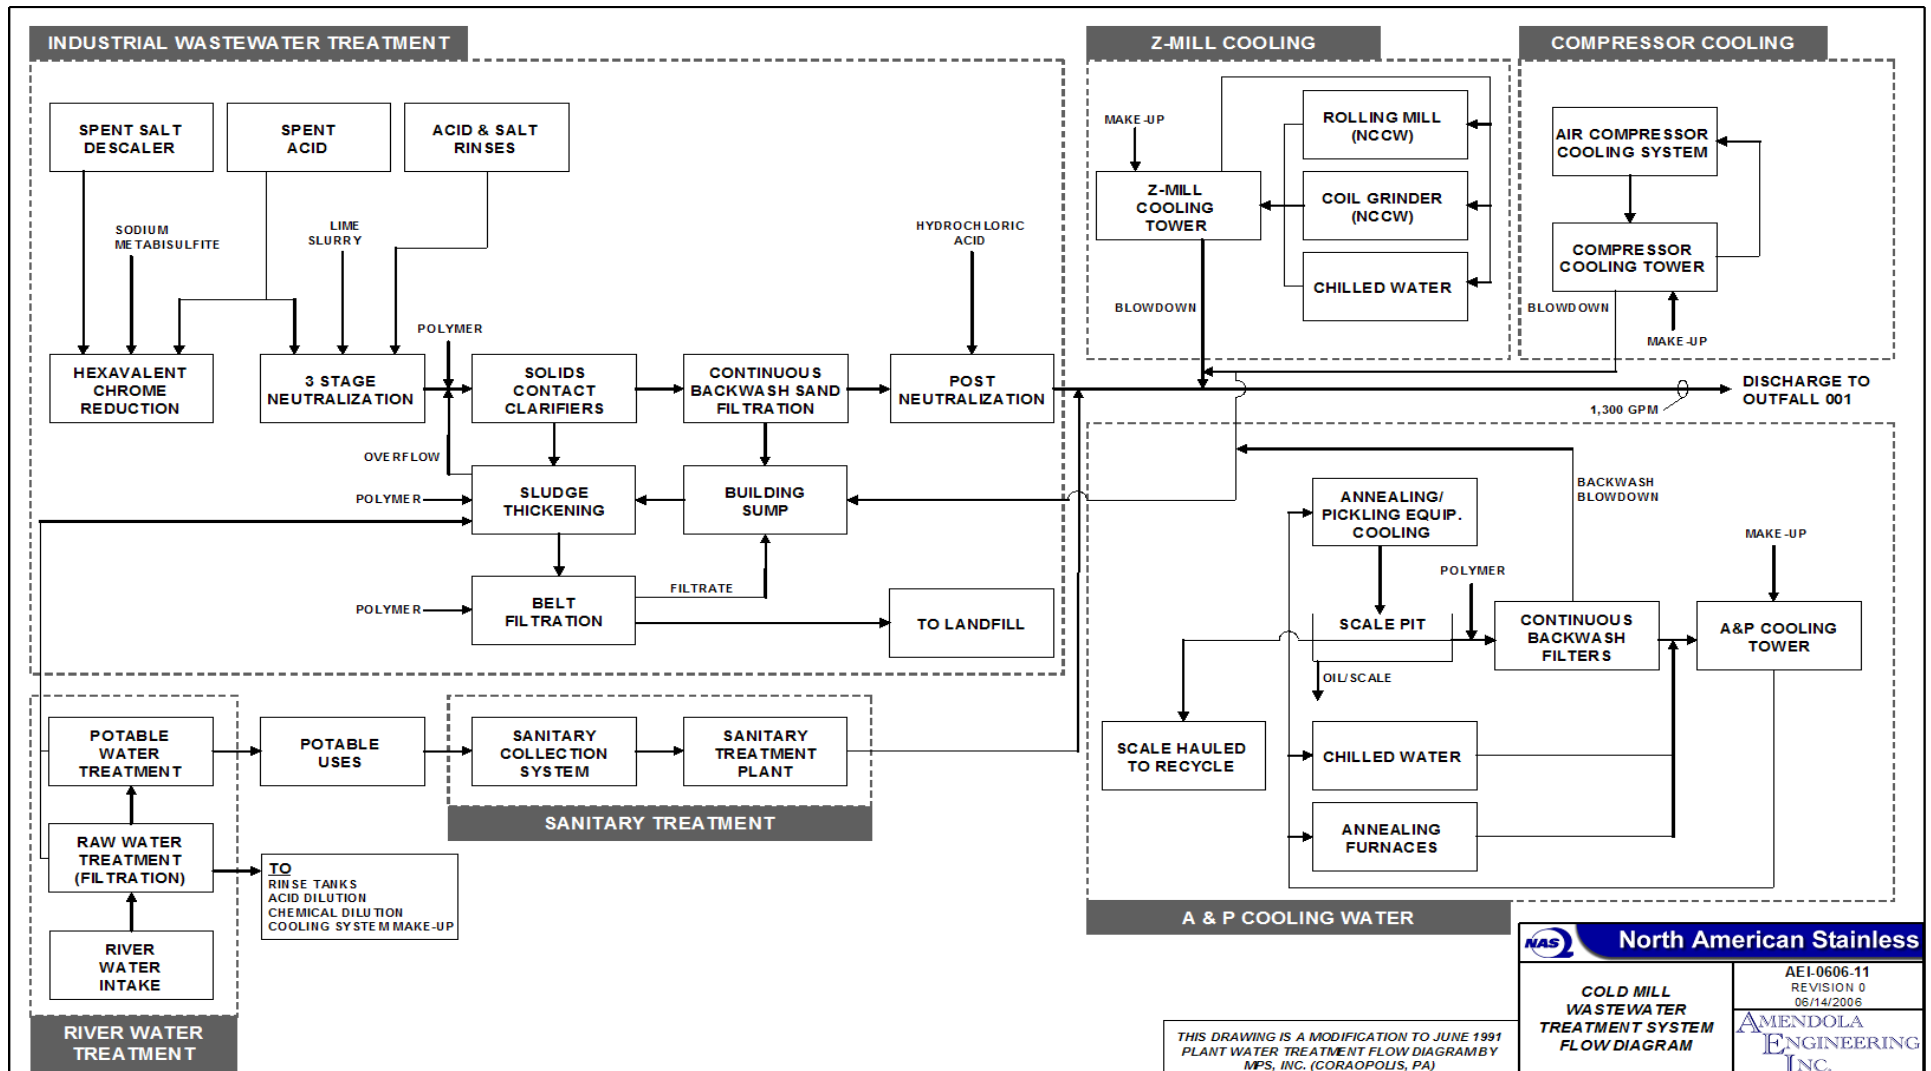 INDUSTRIAL WASTEWATER TREATMENT
Z-MILL COOLING
COMPRESSOR COOLING
SPENT SALT
DESCALER
SPENT
ACID
ACID & SALT
RINSES
SODIUM
METABISULFITE
LIME
SLURRY
HYDROCHLORIC
ACID
POLYMER
HEXAVALENT
CHROME
REDUCTION
3 STAGE
NEUTRALIZATION
SOLIDS
CONTACT
CLARIFIERS
CONTINUOUS
BACKWASH SAND
FILTRATION
POST
NEUTRALIZATION
OVERFLOW
POLYMER
SLUDGE
THICKENING
BUILDING
SUMP
POLYMER
BELT
FILTRATION
FILTRATE
TO LANDFILL
MAKE-UP
Z-MILL
COOLING
TOWER
ROLLING MILL
(NCCW)
COIL GRINDER
(NCCW)
CHILLED WATER
BLOWDOWN
AIR COMPRESSOR
COOLING SYSTEM
COMPRESSOR
COOLING TOWER
BLOWDOWN
MAKE-UP
1,300 GPM
DISCHARGE TO
OUTFALL 001
BACKWASH
BLOWDOWN
ANNEALING/
PICKLING EQUIP.
COOLING
MAKE-UP
POLYMER
SCALE PIT
CONTINUOUS
BACKWASH
FILTERS
A&P COOLING
TOWER
OIL/SCALE
SCALE HAULED
TO RECYCLE
CHILLED WATER
ANNEALING
FURNACES
A & P COOLING WATER
POTABLE
WATER
TREATMENT
POTABLE
USES
SANITARY
COLLECTION
SYSTEM
SANITARY
TREATMENT
PLANT
SANITARY TREATMENT
RAW WATER
TREATMENT
(FILTRATION)
TO
RINSE TANKS
ACID DILUTION
CHEMICAL DILUTION
COOLING SYSTEM MAKE-UP
RIVER
WATER
INTAKE
RIVER WATER
TREATMENT
THIS DRAWING IS A MODIFICATION TO JUNE 1991
PLANT WATER TREATMENT FLOW DIAGRAM BY
MPS, INC. (CORAOPOLIS, PA)
NAS
North American Stainless
COLD MILL
WASTEWATER
TREATMENT SYSTEM
FLOW DIAGRAM
AEI-0606-11
REVISION 0
06/14/2006
AMENDOLA
ENGINEERING
INC.